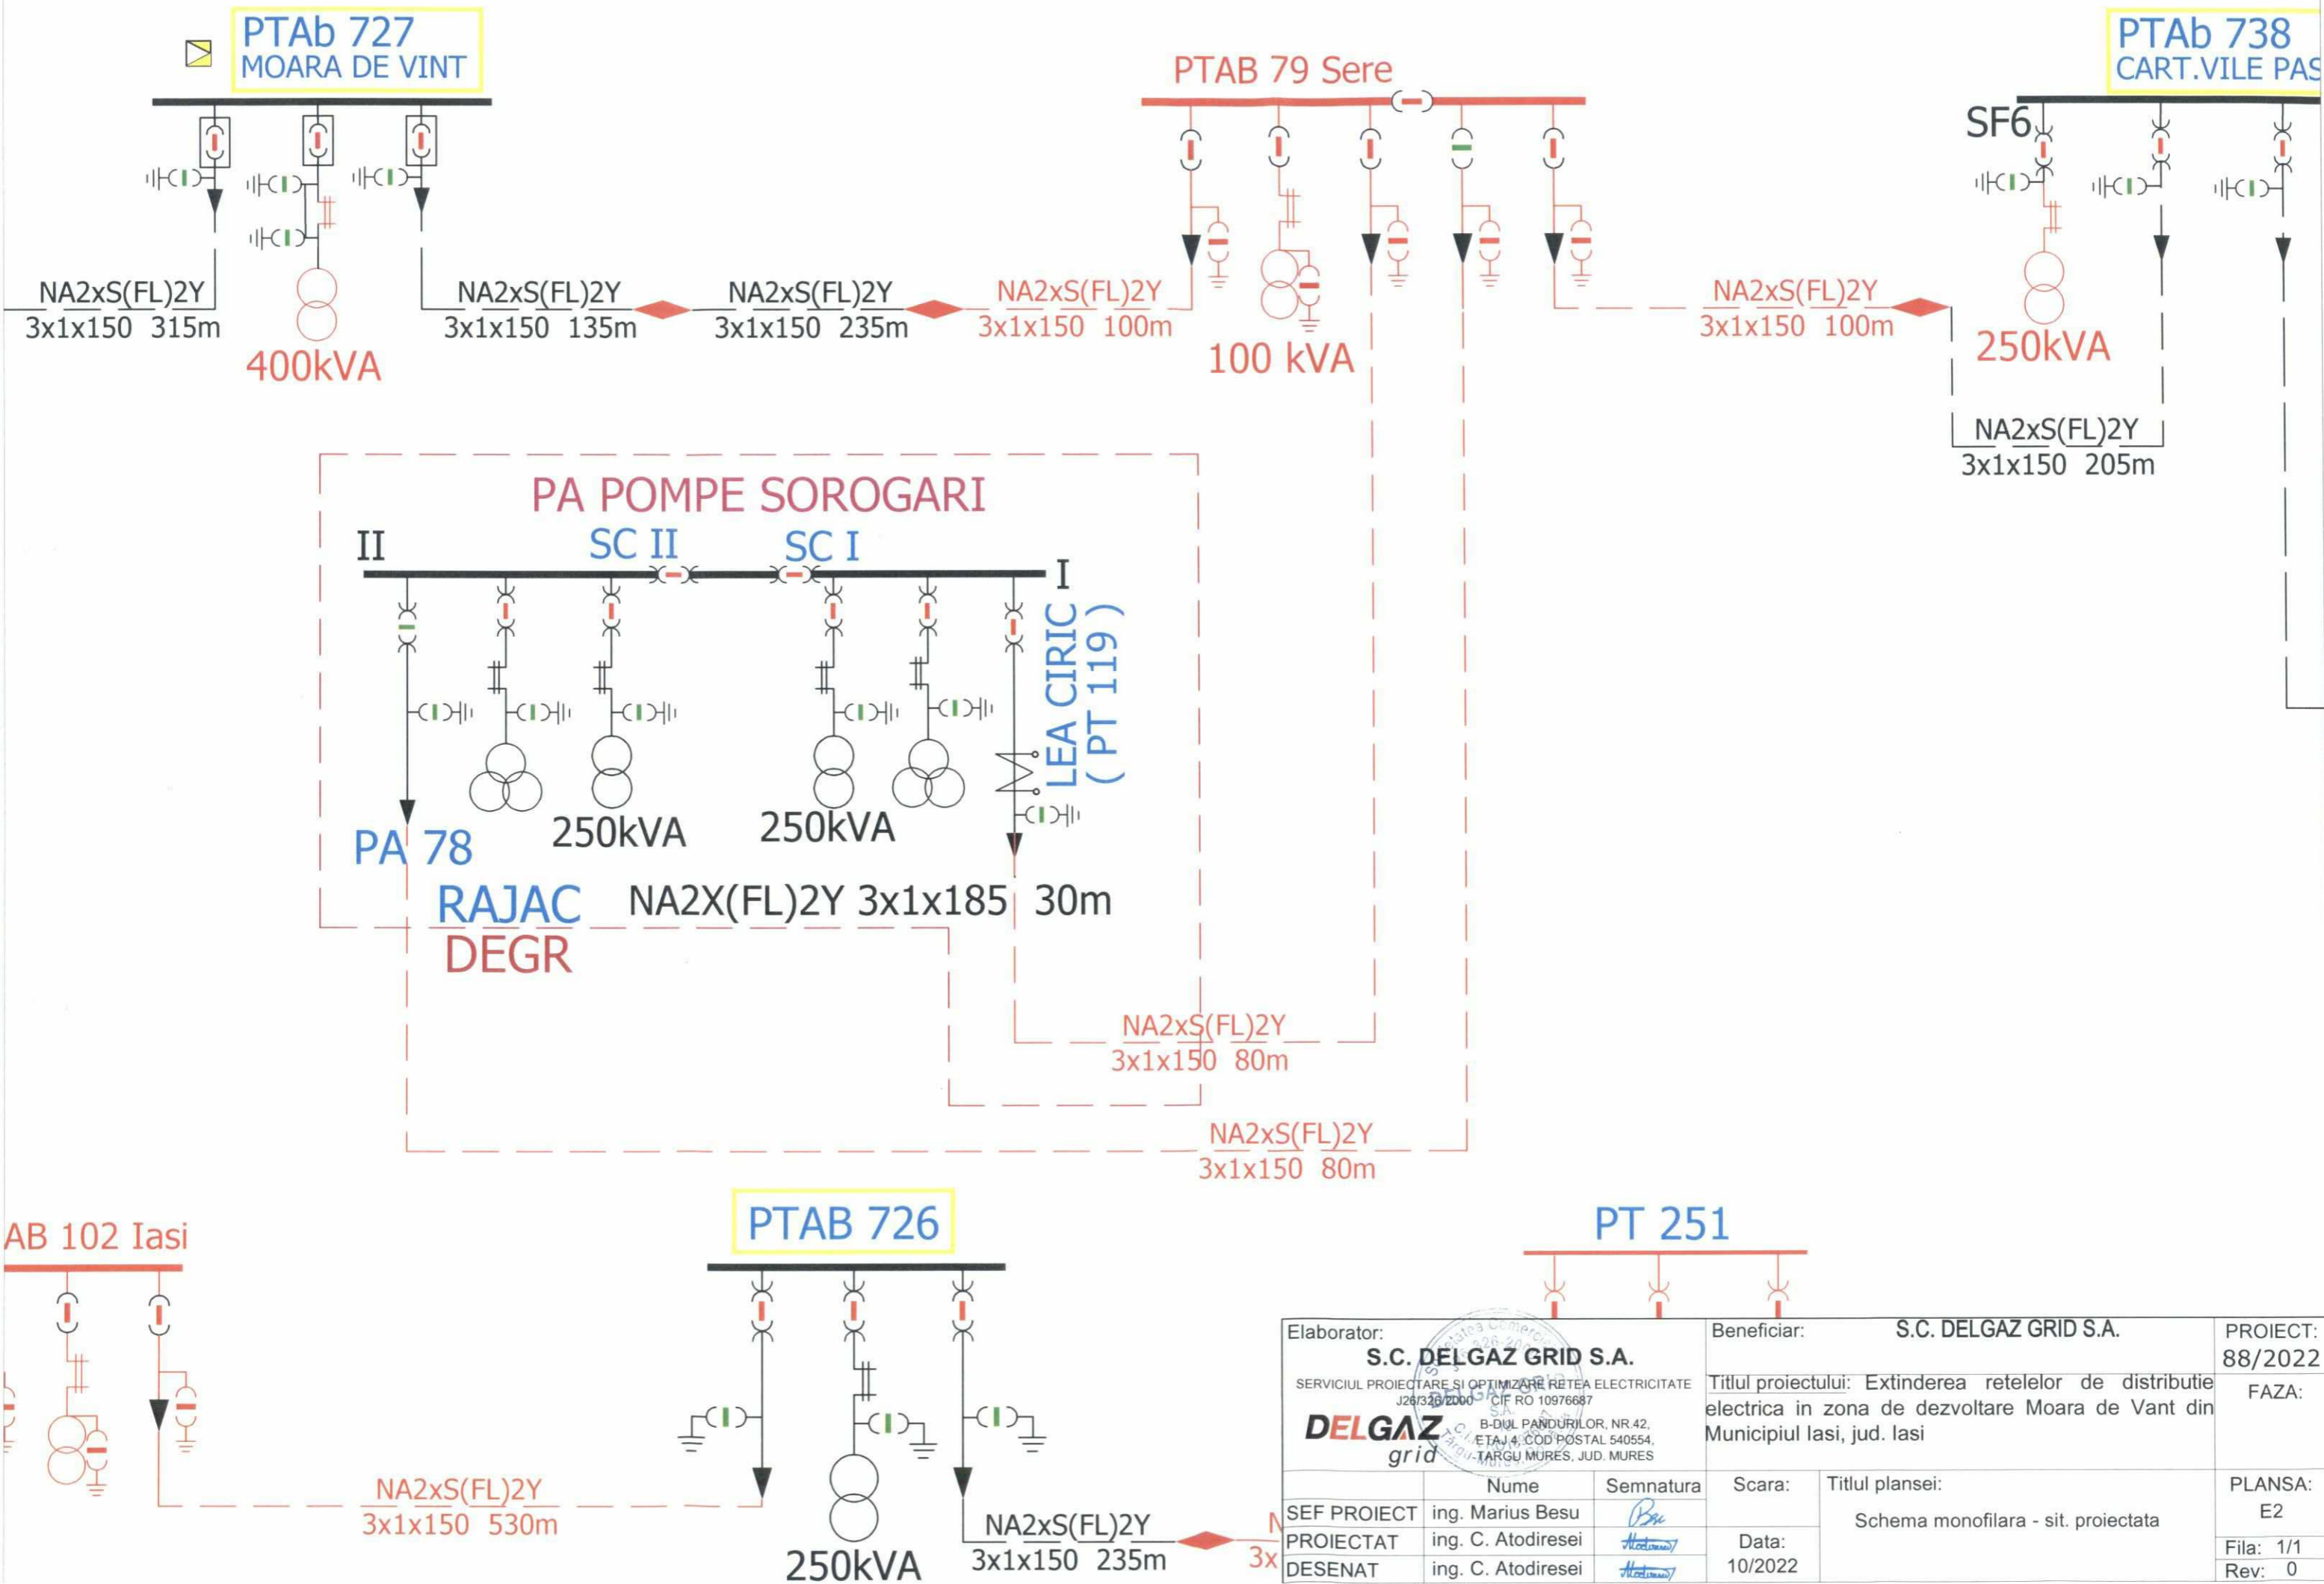 PTAb 727
MOARA DE VINT
PTAB 79 Sere
PTAb 738
CART.VILE PAS
SF6
NA2xS(FL)2Y
3x1x150 315m
400kVA
NA2xS(FL)2Y
3x1x150 135m
NA2xS(FL)2Y
3x1x150 235m
NA2xS(FL)2Y
3x1x150 100m
100 kVA
NA2xS(FL)2Y
3x1x150 100m
250kVA
NA2xS(FL)2Y
3x1x150 205m
PA POMPE SOROGARI
II
SC II
SC I
I
LEA CIRIC
( PT 119 )
250kVA
250kVA
PA 78
RAJAC
NA2X(FL)2Y 3x1x185 30m
DEGR
NA2xS(FL)2Y
3x1x150 80m
NA2xS(FL)2Y
3x1x150 80m
AB 102 Iasi
PTAB 726
PT 251
NA2xS(FL)2Y
3x1x150 530m
250kVA
NA2xS(FL)2Y
3x1x150 235m
N
3x
Elaborator:
S.C. DELGAZ GRID S.A.
SERVICIUL PROIECTARE SI OPTIMIZARE RETEA ELECTRICITATE
J26/326/2000 CIF RO 10976687
DELGAZ
grid
B-DUL PANDURILOR, NR.42,
ETAJ 4, COD POSTAL 540554,
TARGU MURES, JUD. MURES
Beneficiar:
S.C. DELGAZ GRID S.A.
PROIECT:
88/2022
Titlul proiectului: Extinderea retelelor de distributie
electrica in zona de dezvoltare Moara de Vant din
Municipiul Iasi, jud. Iasi
FAZA:
Nume
Semnatura
Scara:
Titlul plansei:
PLANSA:
SEF PROIECT
ing. Marius Besu
Schema monofilara - sit. proiectata
E2
PROIECTAT
ing. C. Atodiresei
Data:
10/2022
Fila: 1/1
DESENAT
ing. C. Atodiresei
Rev: 0